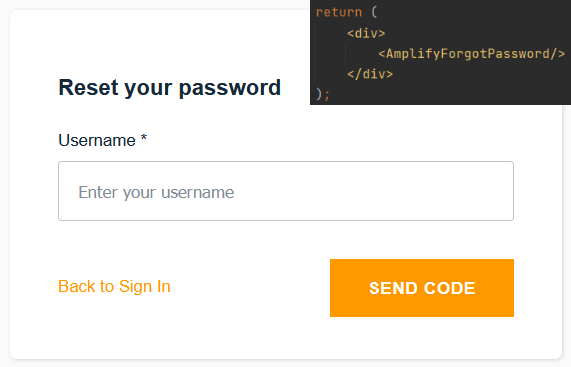 return (
<div>
<AmplifyForgotPassword/>
</div>
);
Reset your password
Username *
Enter your username
Back to Sign In
SEND CODE